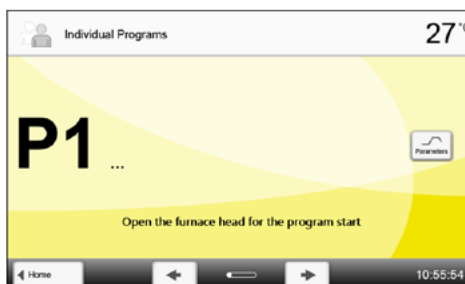 Individual Programs
27 °C
P1 ...
Parameters
Open the furnace head for the program start
Home
10:55:54